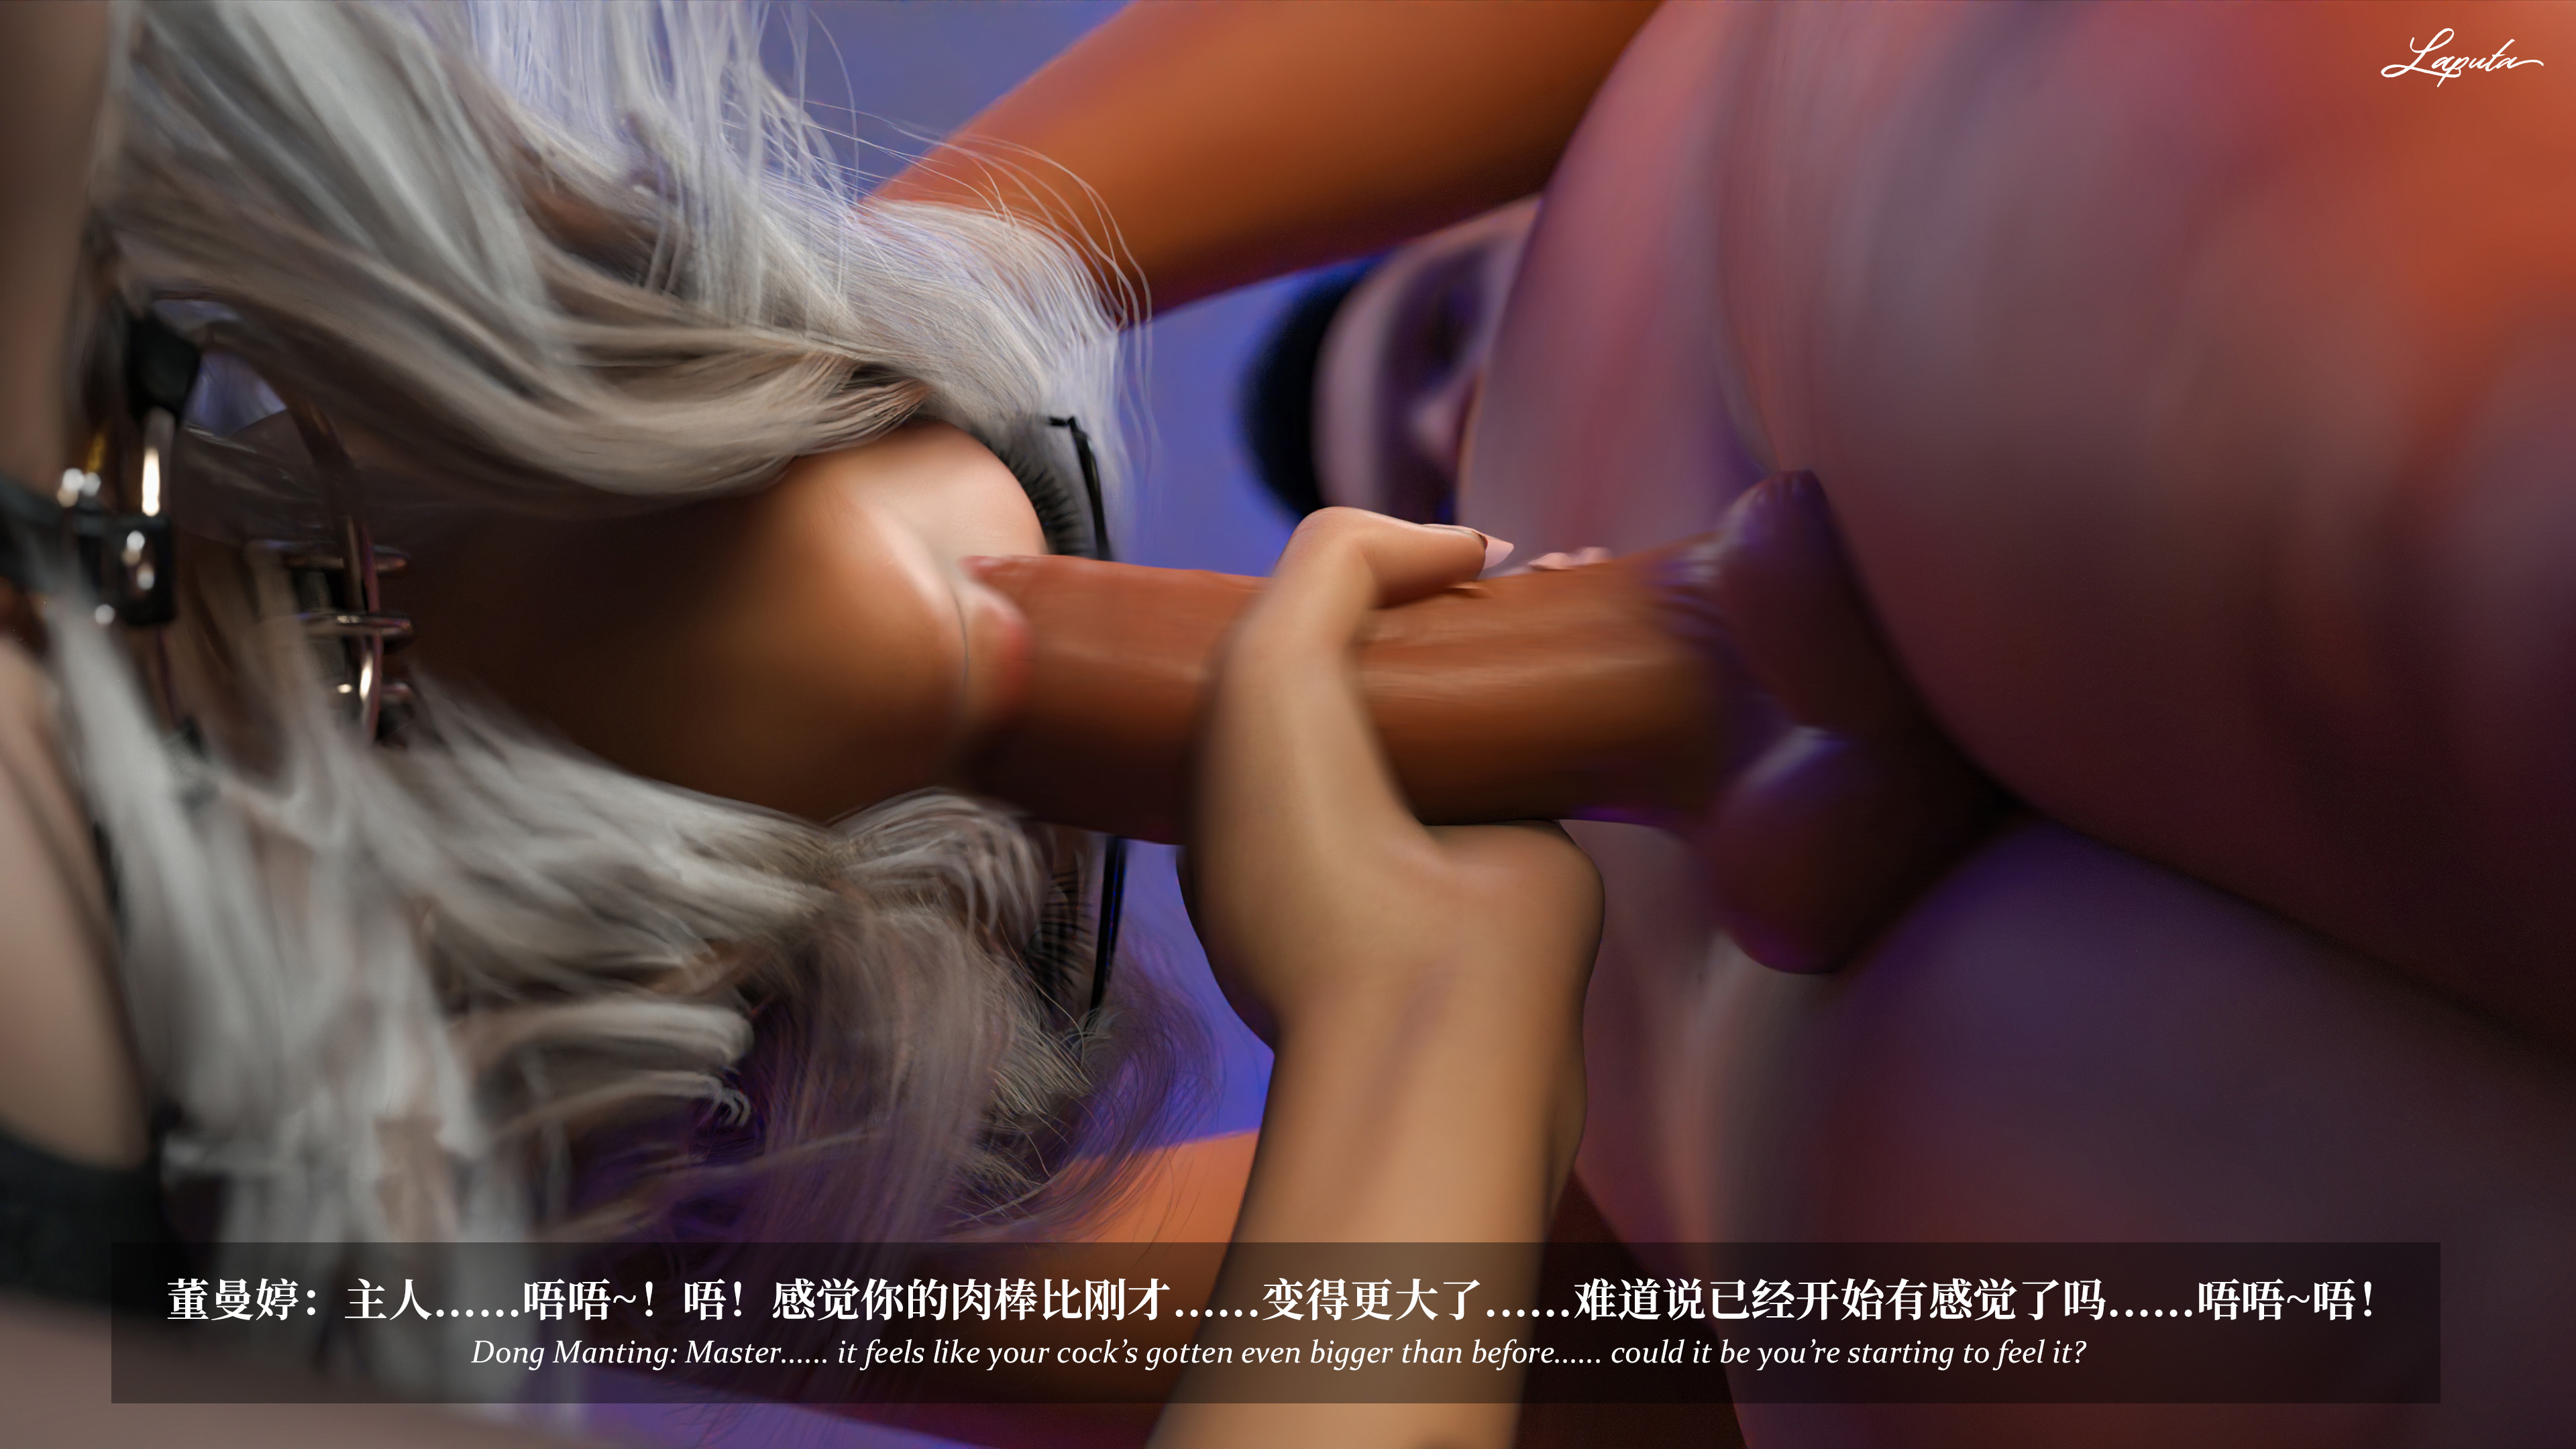 Laputa
董曼婷：主人……唔唔~！唔！感觉你的肉棒比刚才……变得更大了……难道说已经开始有感觉了吗……唔唔~唔！
Dong Manting: Master...... it feels like your cock’s gotten even bigger than before...... could it be you’re starting to feel it?